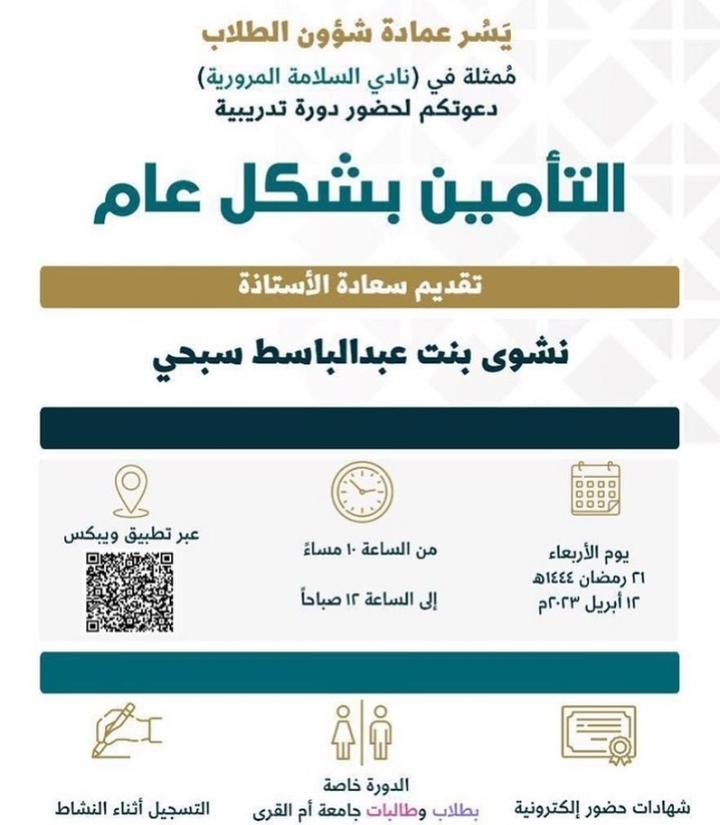 يَسُر عمادة شؤون الطلاب
مُمثلة في (نادي السلامة المرورية)
دعوتكم لحضور دورة تدريبية
التأمين بشكل عام
تقديم سعادة الأستاذة
نشوى بنت عبدالباسط سبحي
يوم الأربعاء
٢١ رمضان ١٤٤٤هـ
١٢ أبريل ٢٠٢٣م
من الساعة ١٠ مساءً
إلى الساعة ١٢ صباحاً
عبر تطبيق ويبكس
شهادات حضور إلكترونية
الدورة خاصة
بطلاب وطالبات جامعة أم القرى
التسجيل أثناء النشاط